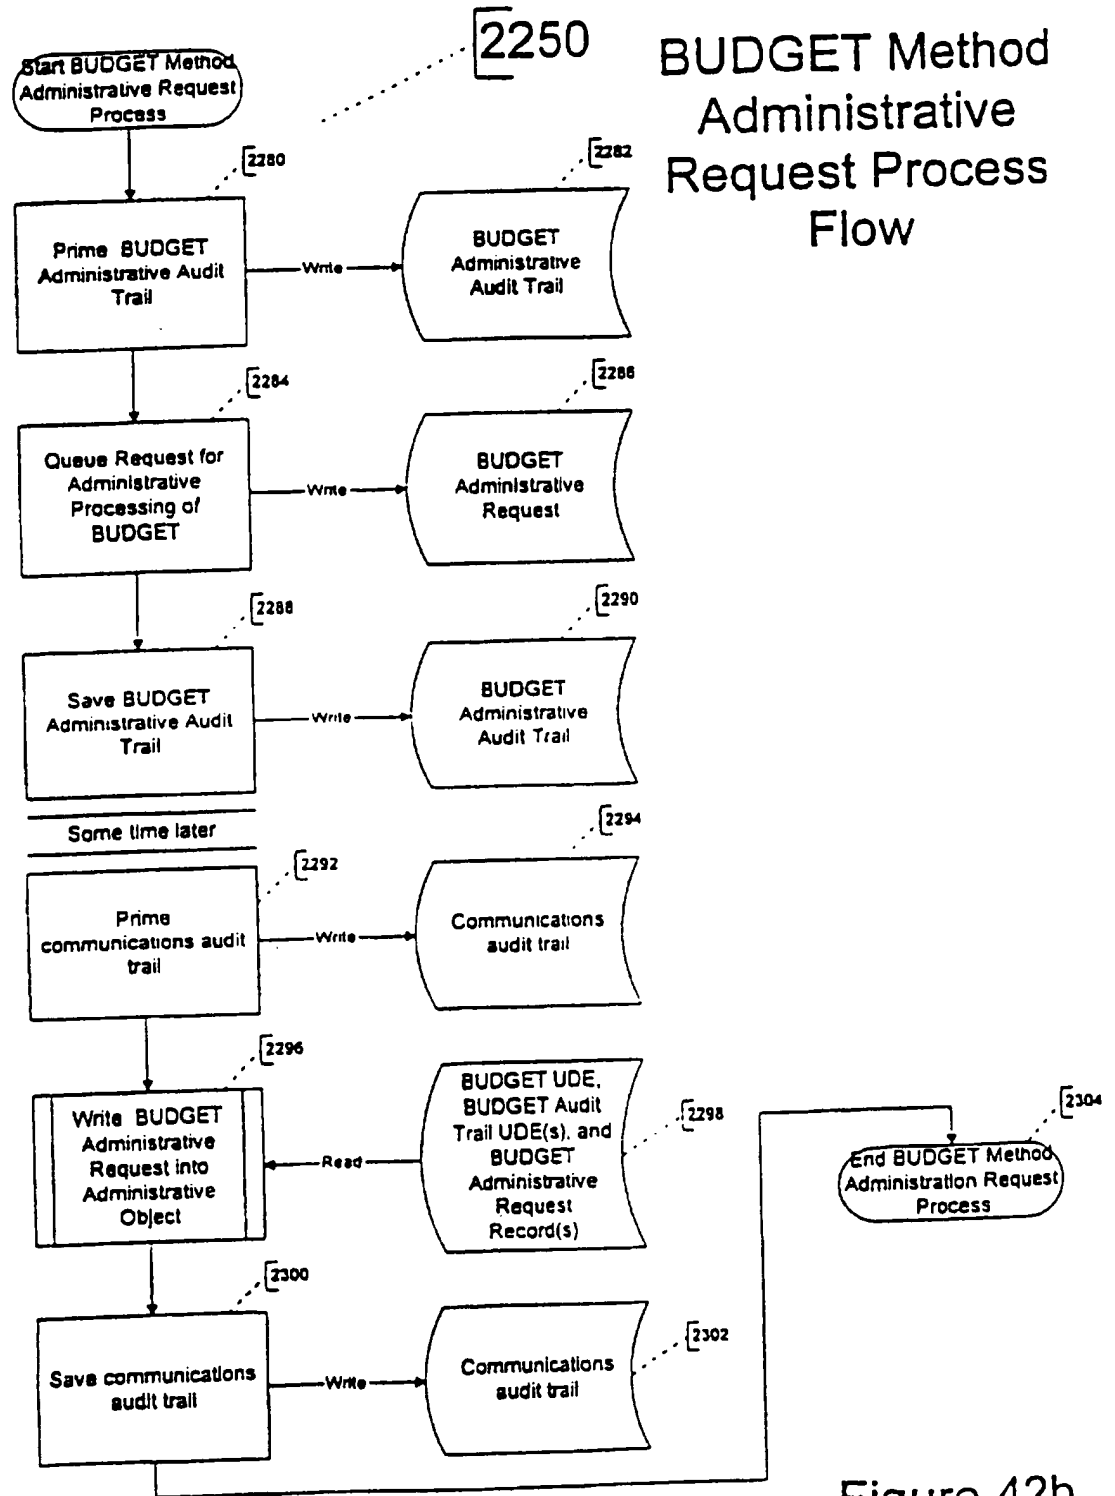 2250
BUDGET Method
Administrative
Request Process
Flow
Start BUDGET Method
Administrative Request
Process
2280
2282
Prime BUDGET
Administrative Audit
Trail
Write
BUDGET
Administrative
Audit Trail
2284
2286
Queue Request for
Administrative
Processing of
BUDGET
Write
BUDGET
Administrative
Request
2288
2290
Save BUDGET
Administrative Audit
Trail
Write
BUDGET
Administrative
Audit Trail
Some time later
2292
2294
Prime
communications audit
trail
Write
Communications
audit trail
2296
2298
Write BUDGET
Administrative
Request into
Administrative
Object
Read
BUDGET UDE,
BUDGET Audit
Trail UDE(s), and
BUDGET
Administrative
Request
Record(s)
2300
2302
Save communications
audit trail
Write
Communications
audit trail
2304
End BUDGET Method
Administration Request
Process
Figure 42b